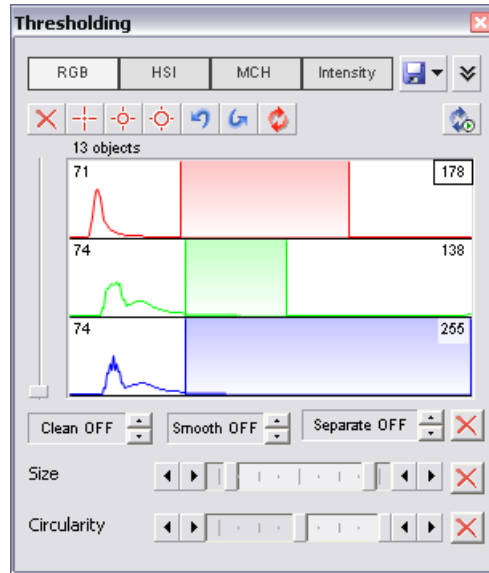 Thresholding
RGB HSI MCH Intensity
13 objects
71 178
74 138
74 255
Clean OFF Smooth OFF Separate OFF
Size
Circularity